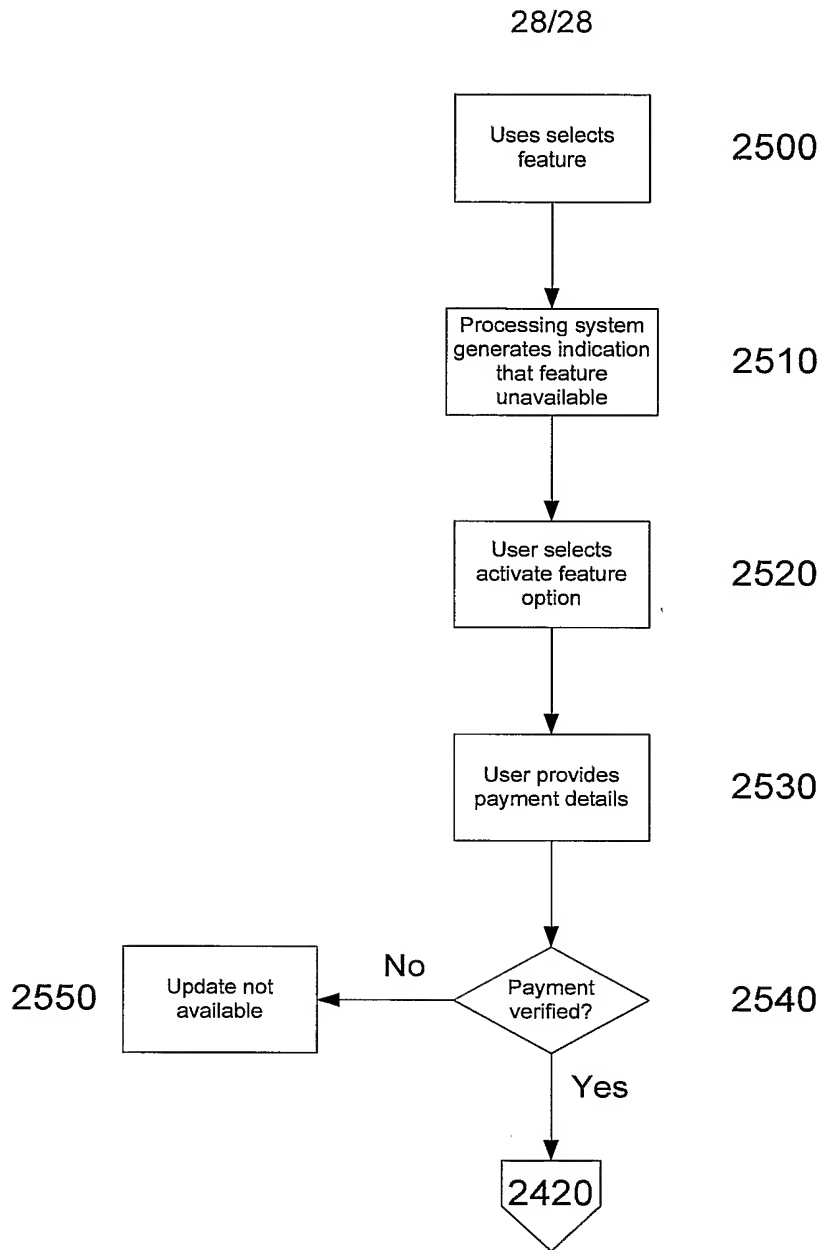 28/28
Uses selects
feature
2500
Processing system
generates indication
that feature
unavailable
2510
User selects
activate feature
option
2520
User provides
payment details
2530
2550
Update not
available
No
Payment
verified?
2540
Yes
2420